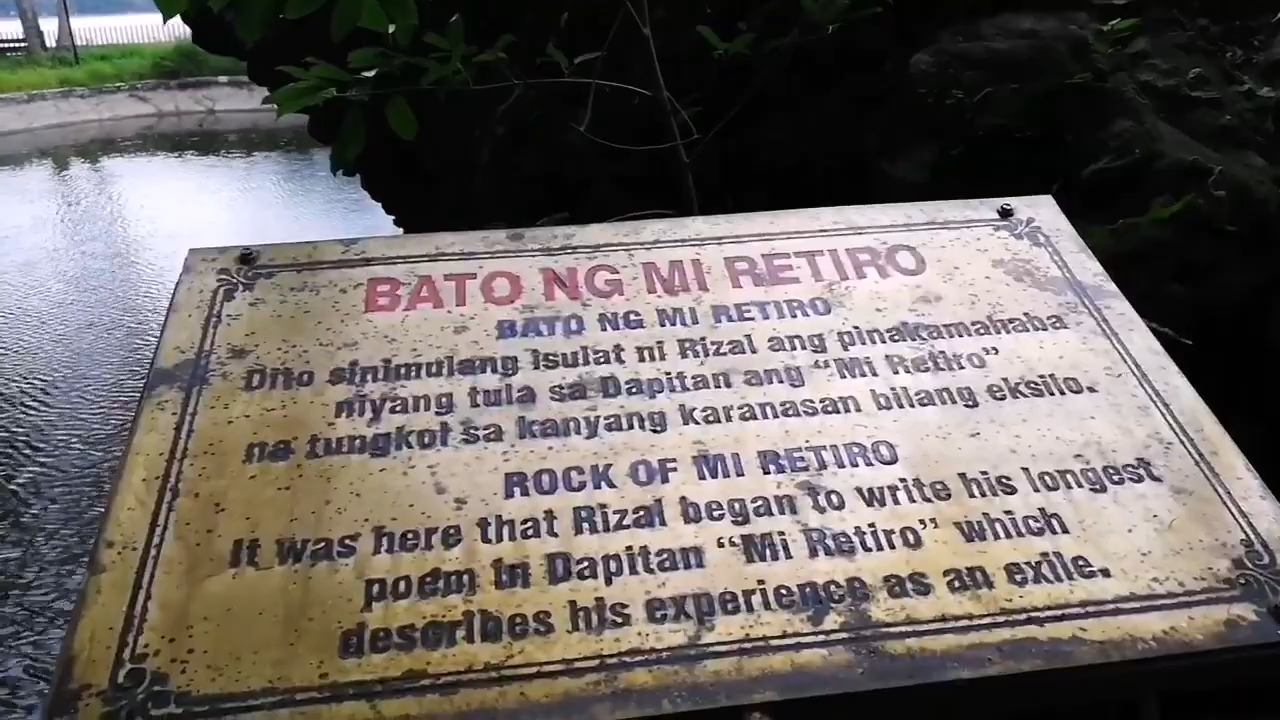 BATO NG MI RETIRO
BATO NG MI RETIRO
Dito sinimulang isulat ni Rizal ang pinakamahaba
niyang tula sa Dapitan ang “Mi Retiro”
na tungkol sa kanyang karanasan bilang eksilo.
ROCK OF MI RETIRO
It was here that Rizal began to write his longest
poem in Dapitan “Mi Retiro” which
describes his experience as an exile.